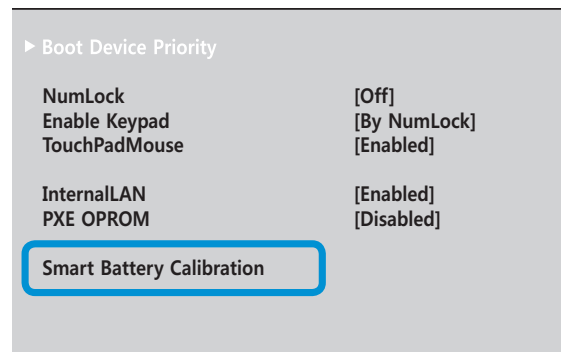 ▶ Boot Device Priority
NumLock [Off]
Enable Keypad [By NumLock]
TouchPadMouse [Enabled]
InternalLAN [Enabled]
PXE OPROM [Disabled]
Smart Battery Calibration